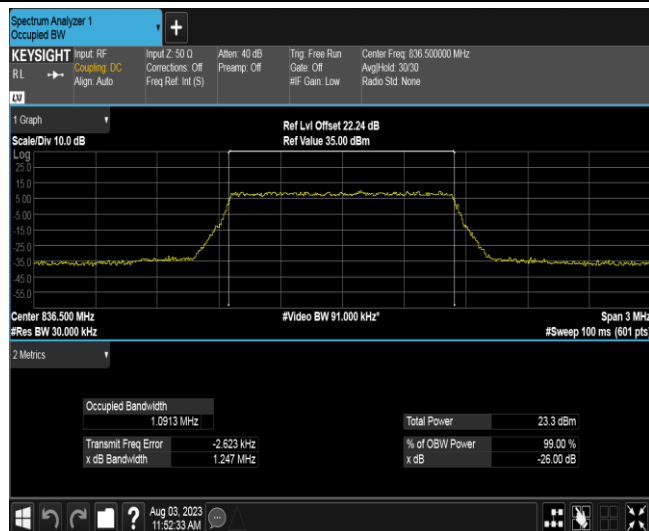 Spectrum Analyzer 1
Occupied BW
+
KEYSIGHT Input: RF Input Z: 50 Ω Atten: 40 dB Trig: Free Run Center Freq: 836.500000 MHz
RL Coupling: DC Corrections: Off Preamp: Off Gate: Off Avg|Hold: 30/30
Align: Auto Freq Ref: Int (S) #IF Gain: Low Radio Std: None
LXI
1 Graph
Ref Lvl Offset 22.24 dB
Scale/Div 10.0 dB Ref Value 35.00 dBm
Log
25.0
15.0
5.00
-5.00
-15.0
-25.0
-35.0
-45.0
-55.0
Center 836.500 MHz #Video BW 91.000 kHz* Span 3 MHz
#Res BW 30.000 kHz #Sweep 100 ms (601 pts)
2 Metrics
Occupied Bandwidth
1.0913 MHz Total Power 23.3 dBm
Transmit Freq Error -2.623 kHz % of OBW Power 99.00 %
x dB Bandwidth 1.247 MHz x dB -26.00 dB
? Aug 03, 2023
11:52:33 AM